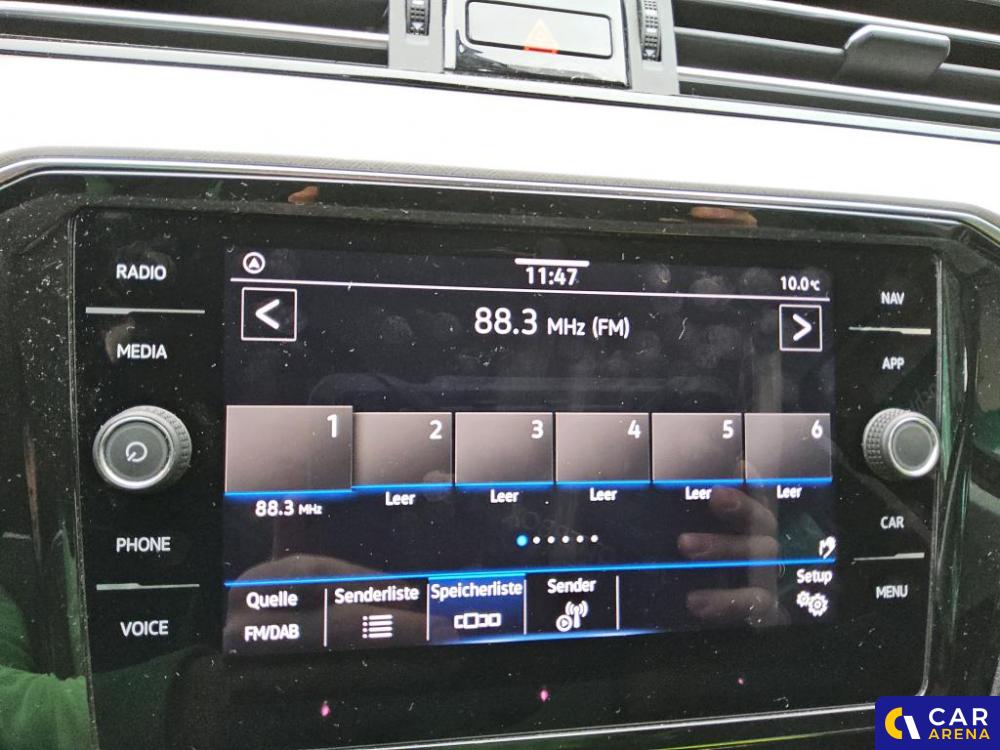 RADIO
MEDIA
PHONE
VOICE
11:47
10.0°C
88.3 MHz (FM)
1
2
3
4
5
6
88.3 MHz
Leer
Leer
Leer
Leer
Leer
Quelle
FM/DAB
Senderliste
Speicherliste
Sender
Setup
NAV
APP
CAR
MENU
CAR
ARENA